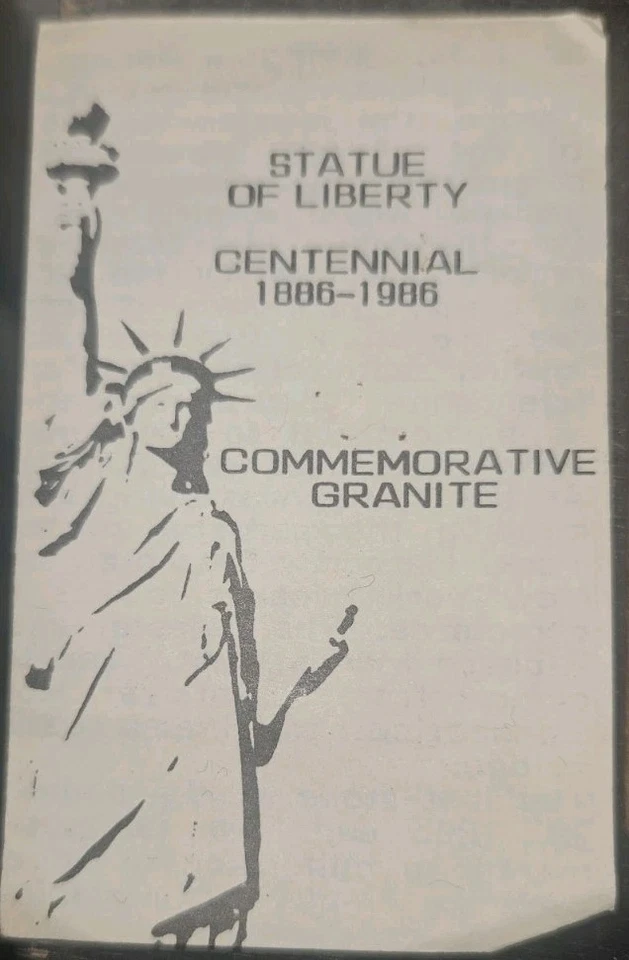 STATUE
OF LIBERTY
CENTENNIAL
1886-1986
COMMEMORATIVE
GRANITE